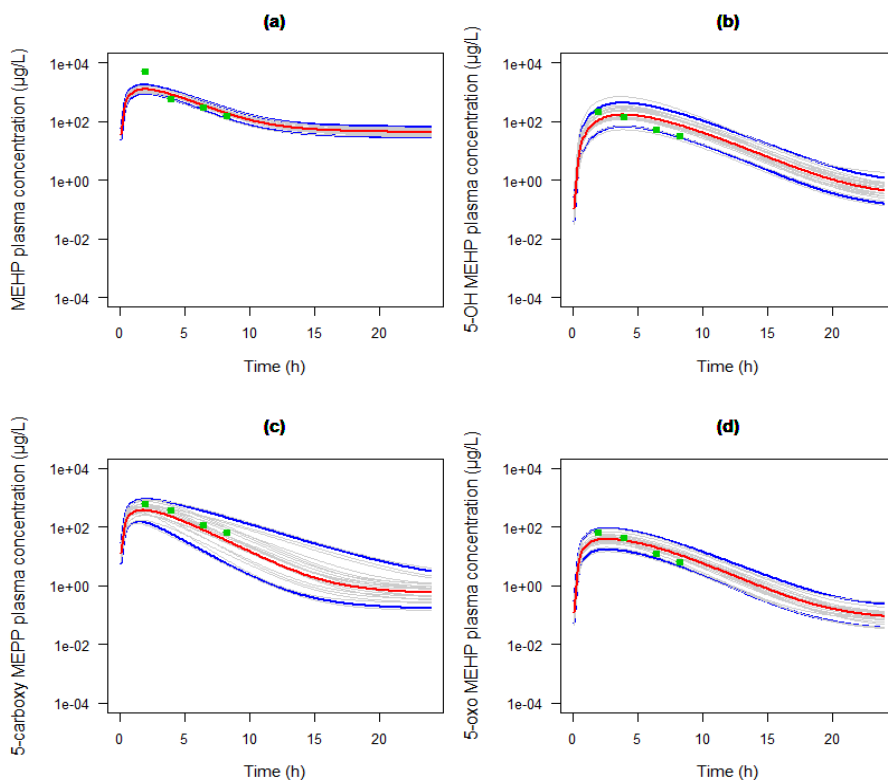 (a)
MEHP plasma concentration (µg/L)
1e+04
1e+02
1e+00
1e-02
1e-04
0 5 10 15 20
Time (h)
(b)
5-OH MEHP plasma concentration (µg/L)
1e+04
1e+02
1e+00
1e-02
1e-04
0 5 10 15 20
Time (h)
(c)
5-carboxy MEPP plasma concentration (µg/L)
1e+04
1e+02
1e+00
1e-02
1e-04
0 5 10 15 20
Time (h)
(d)
5-oxo MEHP plasma concentration (µg/L)
1e+04
1e+02
1e+00
1e-02
1e-04
0 5 10 15 20
Time (h)